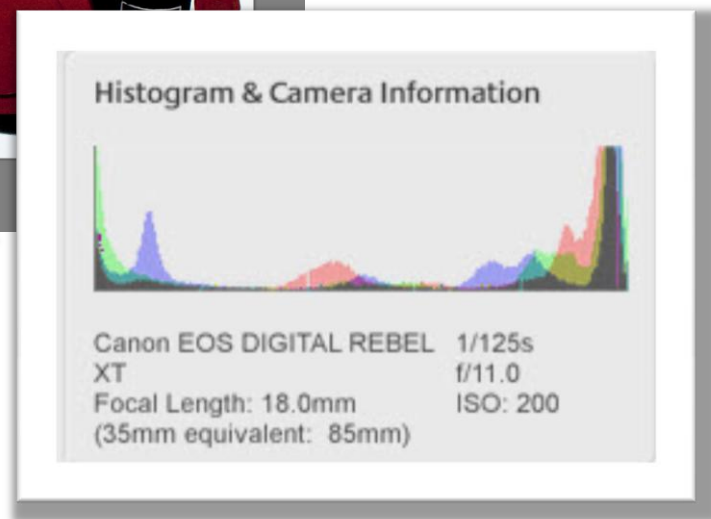 Histogram & Camera Information
Canon EOS DIGITAL REBEL XT
1/125s
f/11.0
Focal Length: 18.0mm
ISO: 200
(35mm equivalent: 85mm)